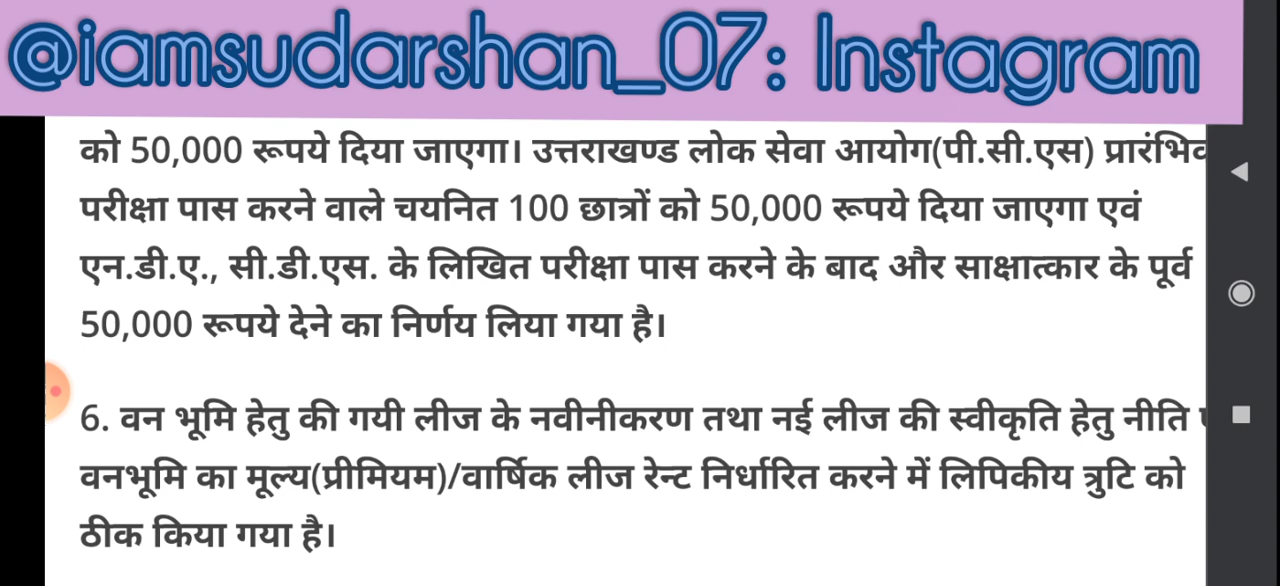 @iamsudarshan_07: Instagram
को 50,000 रूपये दिया जाएगा। उत्तराखण्ड लोक सेवा आयोग(पी.सी.एस)
परीक्षा पास करने वाले चयनित 100 छात्रों को 50,000 रूपये दिया जाएगा एवं
एन.डी.ए., सी.डी.एस. के लिखित परीक्षा पास करने के बाद और साक्षात्कार के पूर्व
50,000 रूपये देने का निर्णय लिया गया है।
6. वन भूमि हेतु की गयी लीज के नवीनीकरण तथा नई लीज की स्वीकृति हेतु नीति
वनभूमि का मूल्य(प्रीमियम)/वार्षिक लीज रेन्ट निर्धारित करने में लिपिकीय त्रुटि को
ठीक किया गया है।